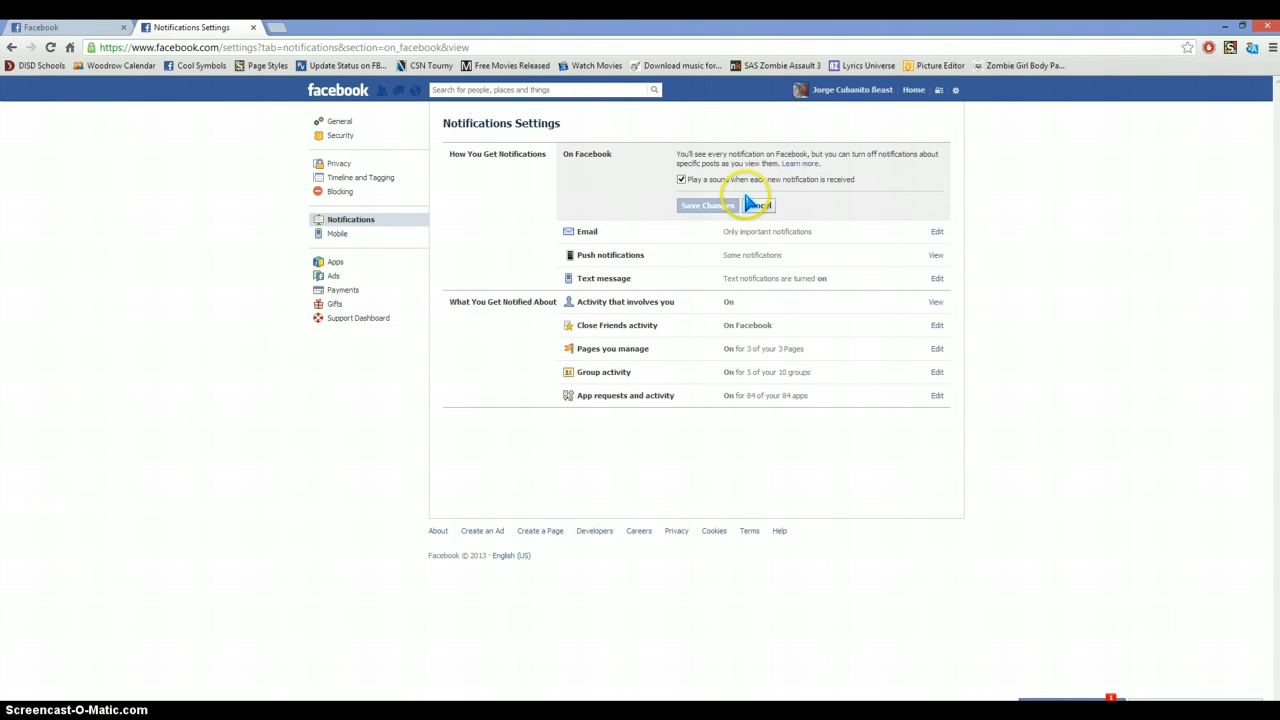 Facebook
Notifications Settings
https://www.facebook.com/settings?tab=notifications&section=on_facebook&view
DISD Schools Woodrow Calendar Cool Symbols Page Styles Update Status on FB... CSN Tourny Free Movies Released Watch Movies Download music for... SAS Zombie Assault 3 Lyrics Universe Picture Editor Zombie Girl Body Pa...
facebook
Search for people, places and things
Jorge Cubanito Beast Home
General
Security
Privacy
Timeline and Tagging
Blocking
Notifications
Mobile
Apps
Ads
Payments
Gifts
Support Dashboard
Notifications Settings
How You Get Notifications
On Facebook
You'll see every notification on Facebook, but you can turn off notifications about
specific posts as you view them. Learn more.
Play a sound when each new notification is received
Save Changes Cancel
Email Only important notifications Edit
Push notifications Some notifications View
Text message Text notifications are turned on Edit
What You Get Notified About
Activity that involves you On View
Close Friends activity On Facebook Edit
Pages you manage On for 3 of your 3 Pages Edit
Group activity On for 5 of your 10 groups Edit
App requests and activity On for 84 of your 84 apps Edit
About Create an Ad Create a Page Developers Careers Privacy Cookies Terms Help
Facebook © 2013 · English (US)
1
Screencast-O-Matic.com